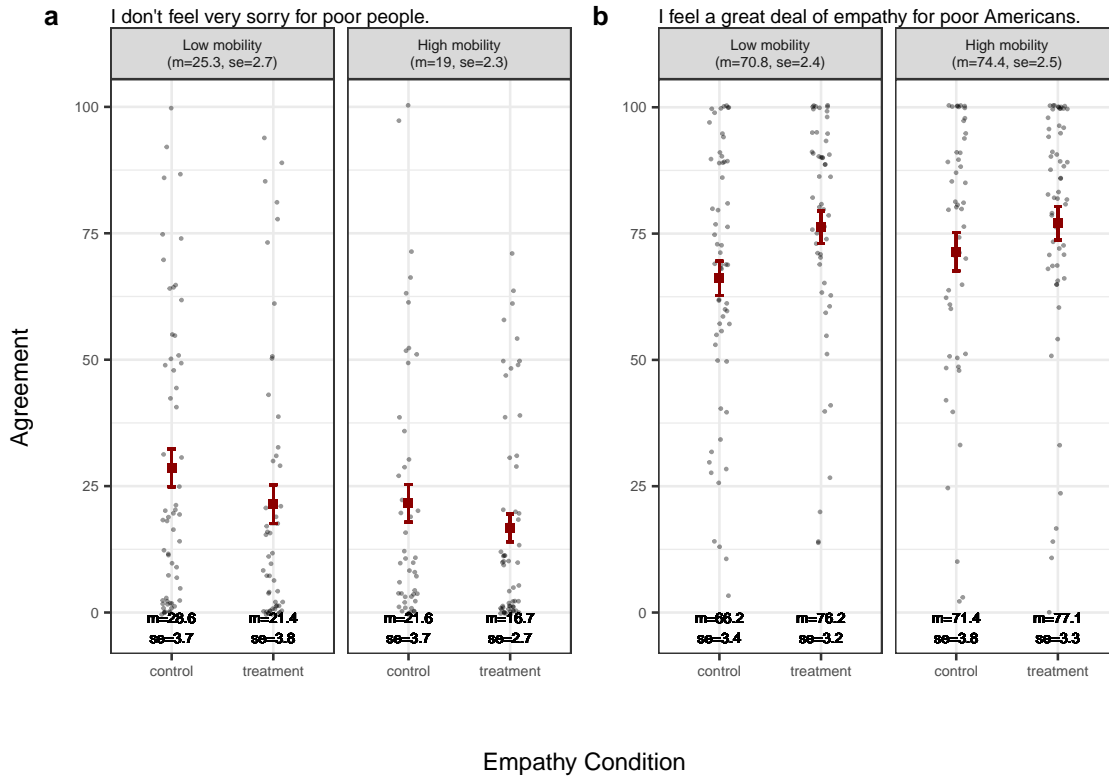 a
I don't feel very sorry for poor people.
b
I feel a great deal of empathy for poor Americans.
Low mobility
(m=25.3, se=2.7)
High mobility
(m=19, se=2.3)
Low mobility
(m=70.8, se=2.4)
High mobility
(m=74.4, se=2.5)
Agreement
100
75
50
25
0
100
75
50
25
0
m=28.6
se=3.7
m=21.4
se=3.8
m=21.6
se=3.7
m=16.7
se=2.7
m=66.2
se=3.4
m=76.2
se=3.2
m=71.4
se=3.8
m=77.1
se=3.3
control
treatment
control
treatment
control
treatment
control
treatment
Empathy Condition